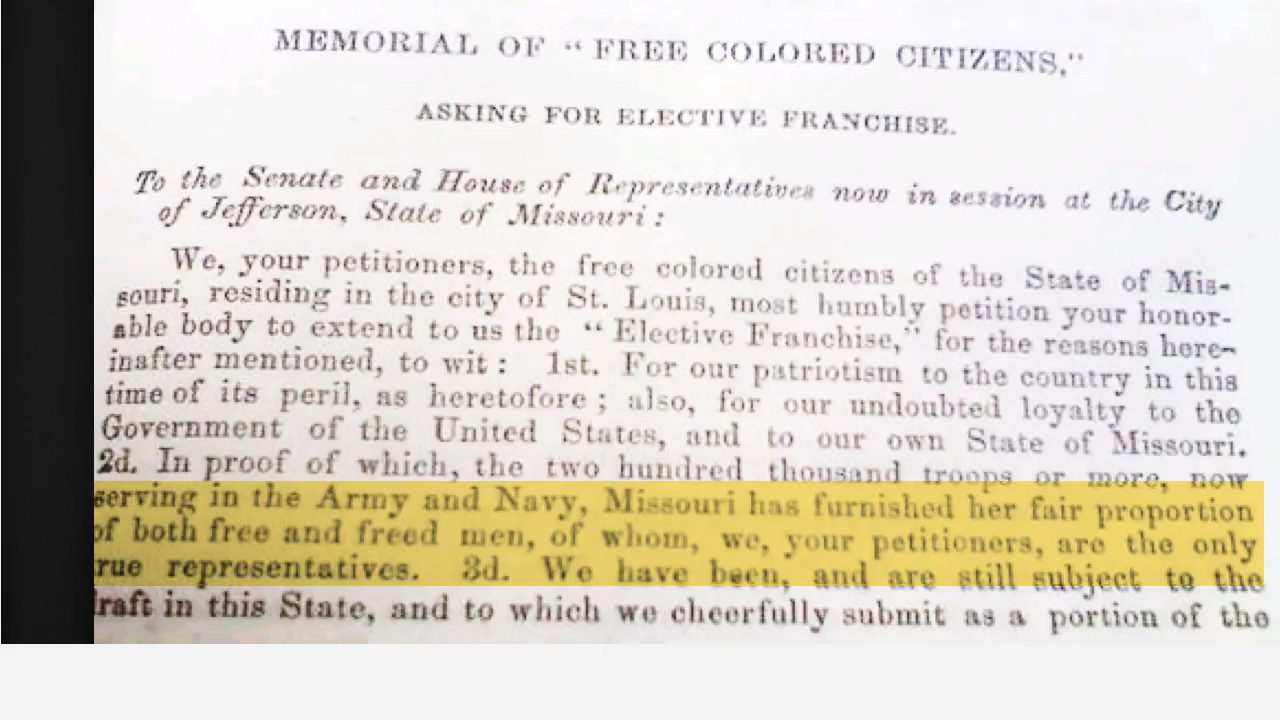 MEMORIAL OF “ FREE COLORED CITIZENS.”
ASKING FOR ELECTIVE FRANCHISE.
To the Senate and House of Representatives now in session at the City
of Jefferson, State of Missouri :
We, your petitioners, the free colored citizens of the State of Mis-
souri, residing in the city of St. Louis, most humbly petition your honor-
able body to extend to us the “ Elective Franchise,” for the reasons here-
inafter mentioned, to wit : 1st. For our patriotism to the country in this
time of its peril, as heretofore ; also, for our undoubted loyalty to the
Government of the United States, and to our own State of Missouri.
2d. In proof of which, the two hundred thousand troops or more, now
serving in the Army and Navy, Missouri has furnished her fair proportion
of both free and freed men, of whom, we, your petitioners, are the only
rue representatives. 3d. We have been, and are still subject to the
raft in this State, and to which we cheerfully submit as a portion of the